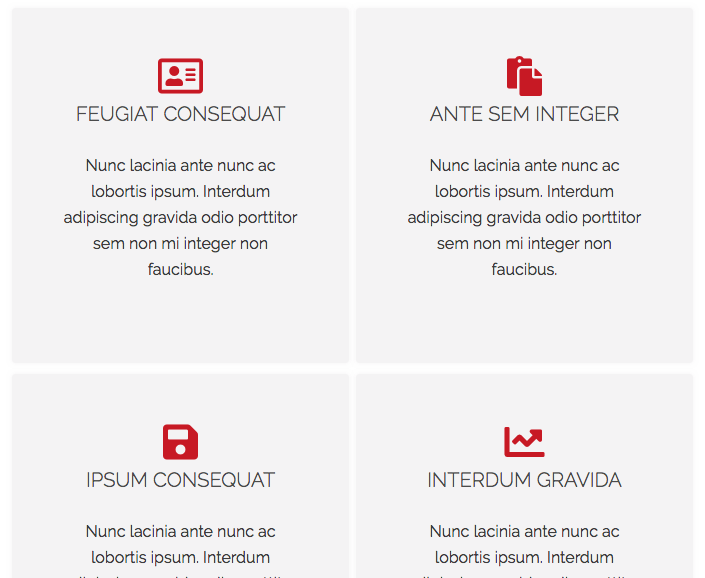 FEUGIAT CONSEQUAT
Nunc lacinia ante nunc ac
lobortis ipsum. Interdum
adipiscing gravida odio porttitor
sem non mi integer non
faucibus.
ANTE SEM INTEGER
Nunc lacinia ante nunc ac
lobortis ipsum. Interdum
adipiscing gravida odio porttitor
sem non mi integer non
faucibus.
IPSUM CONSEQUAT
Nunc lacinia ante nunc ac
lobortis ipsum. Interdum
INTERDUM GRAVIDA
Nunc lacinia ante nunc ac
lobortis ipsum. Interdum